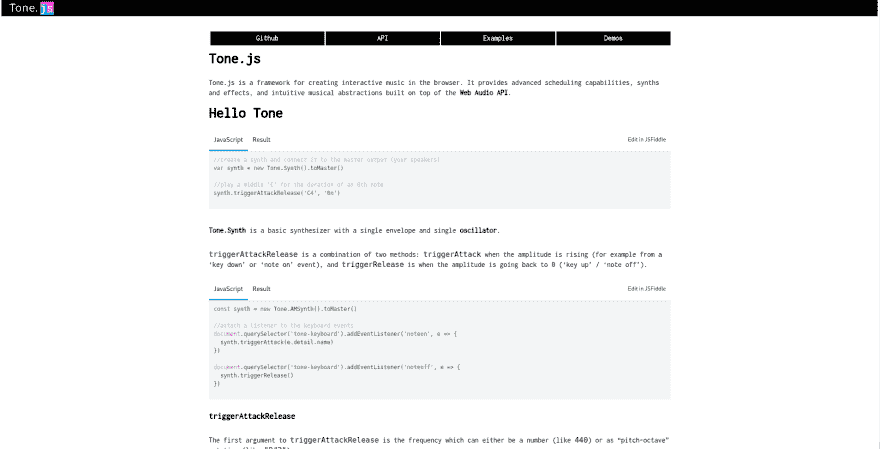 Tone.js
Github API Examples Demos
Tone.js
Tone.js is a framework for creating interactive music in the browser. It provides advanced scheduling capabilities, synths
and effects, and intuitive musical abstractions built on top of the Web Audio API.
Hello Tone
JavaScript Result Edit in JSFiddle
//create a synth and connect it to the master output (your speakers)
var synth = new Tone.Synth().toMaster()
//play a middle 'C' for the duration of an 8th note
synth.triggerAttackRelease('C4', '8n')
Tone.Synth is a basic synthesizer with a single envelope and single oscillator.
triggerAttackRelease is a combination of two methods: triggerAttack when the amplitude is rising (for example from a
‘key down’ or ‘note on’ event), and triggerRelease is when the amplitude is going back to 0 (‘key up’ / ‘note off’).
JavaScript Result Edit in JSFiddle
const synth = new Tone.AMSynth().toMaster()
//attach a listener to the keyboard events
document.querySelector('tone-keyboard').addEventListener('noteon', e => {
synth.triggerAttack(e.detail.name)
})
document.querySelector('tone-keyboard').addEventListener('noteoff', e => {
synth.triggerRelease()
})
triggerAttackRelease
The first argument to triggerAttackRelease is the frequency which can either be a number (like 440) or as “pitch-octave”